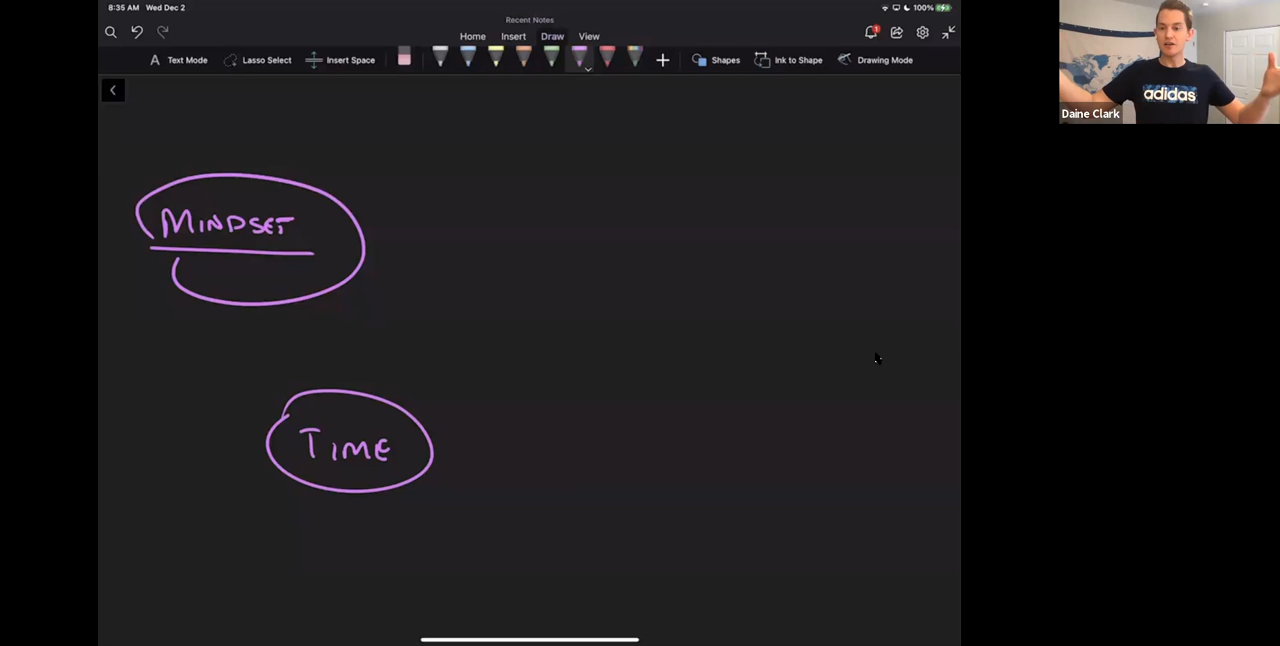 8:35 AM Wed Dec 2
100%
Recent Notes
Home Insert Draw View
1
Text Mode Lasso Select Insert Space Shapes Ink to Shape Drawing Mode
adidas
Daine Clark
MINDSET
TIME